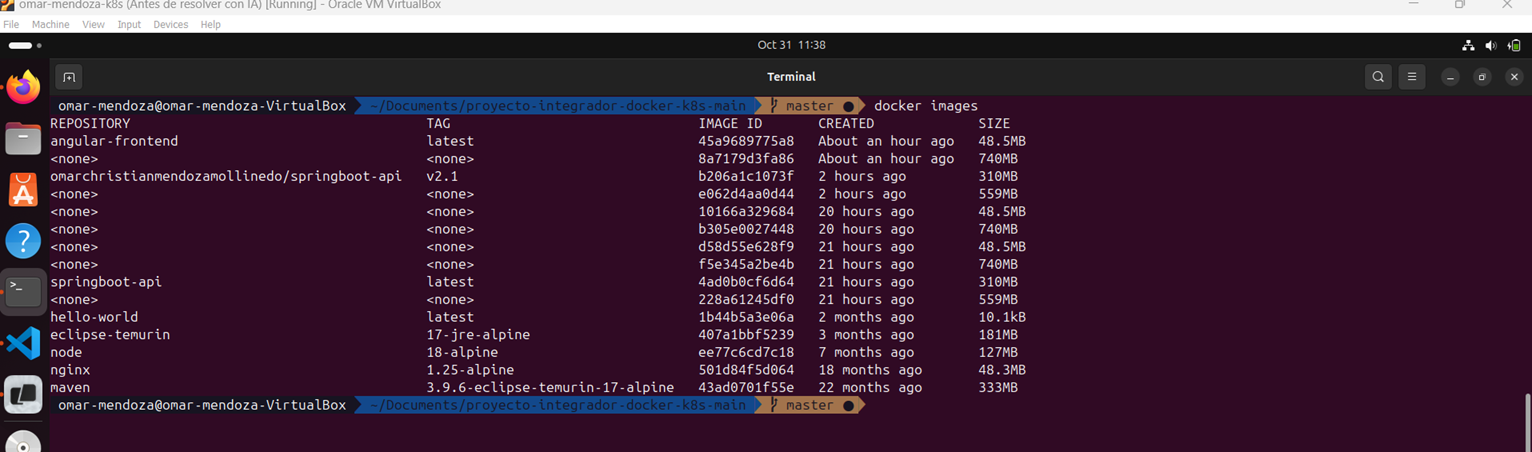 omar-mendoza-k8s (Antes de resolver con IA) [Running] - Oracle VM VirtualBox
File Machine View Input Devices Help
Oct 31 11:38
Terminal
omar-mendoza@omar-mendoza-VirtualBox ~/Documents/proyecto-integrador-docker-k8s-main master ● docker images
REPOSITORY TAG IMAGE ID CREATED SIZE
angular-frontend latest 45a9689775a8 About an hour ago 48.5MB
<none> <none> 8a7179d3fa86 About an hour ago 740MB
omarchristianmendozamollinedo/springboot-api v2.1 b206a1c1073f 2 hours ago 310MB
<none> <none> e062d4aa0d44 2 hours ago 559MB
<none> <none> 10166a329684 20 hours ago 48.5MB
<none> <none> b305e0027448 20 hours ago 740MB
<none> <none> d58d55e628f9 21 hours ago 48.5MB
<none> <none> f5e345a2be4b 21 hours ago 740MB
springboot-api latest 4ad0b0cf6d64 21 hours ago 310MB
<none> <none> 228a61245df0 21 hours ago 559MB
hello-world latest 1b44b5a3e06a 2 months ago 10.1kB
eclipse-temurin 17-jre-alpine 407a1bbf5239 3 months ago 181MB
node 18-alpine ee77c6cd7c18 7 months ago 127MB
nginx 1.25-alpine 501d84f5d064 18 months ago 48.3MB
maven 3.9.6-eclipse-temurin-17-alpine 43ad0701f55e 22 months ago 333MB
omar-mendoza@omar-mendoza-VirtualBox ~/Documents/proyecto-integrador-docker-k8s-main master ●